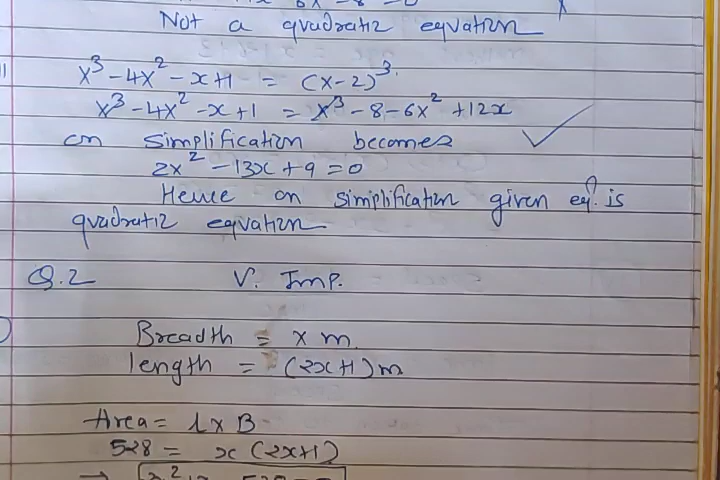 Not a quadratic equation
x³ - 4x² - x + 1 = (x-2)³.
x³ - 4x² - x + 1 = x³ - 8 - 6x² + 12x
on simplification becomes
2x² - 13x + 9 = 0
Hence on simplification given eqⁿ. is
quadratic equation
Q.2 V. Imp.
Breadth = x m.
length = (2x+1) m
Area = l x B
528 = x (2x+1)